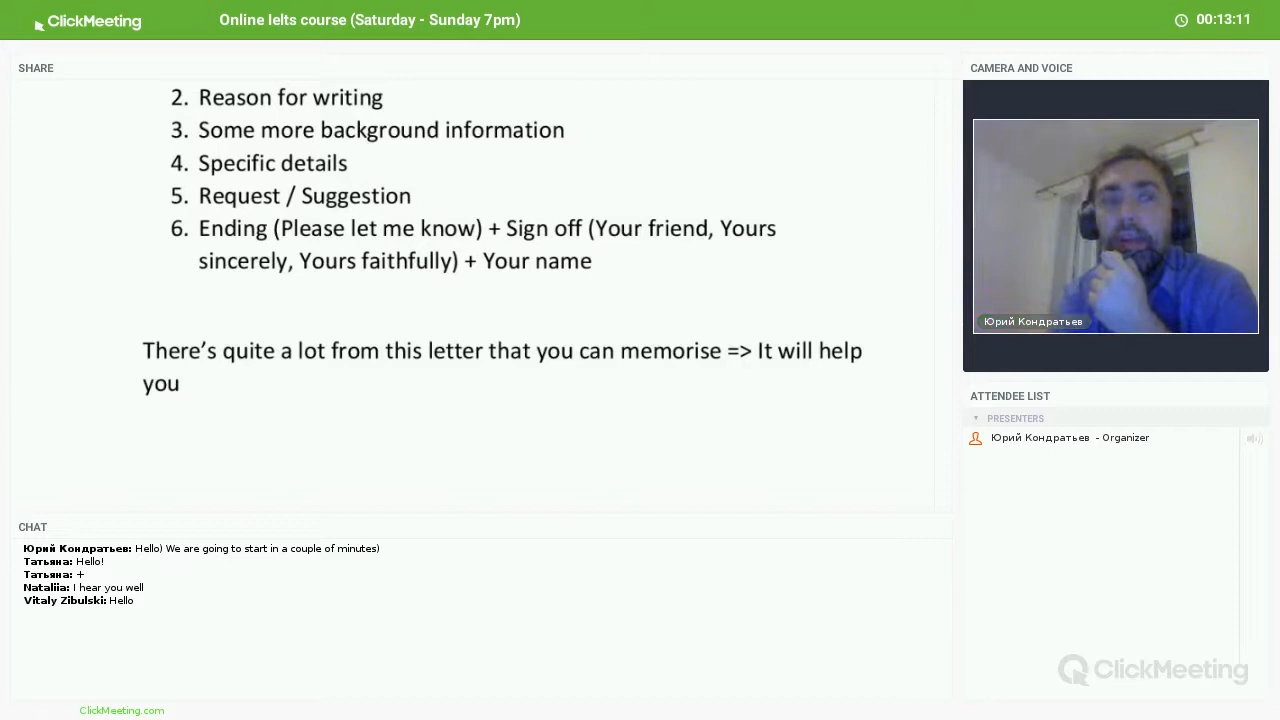 ClickMeeting
Online Ielts course (Saturday - Sunday 7pm)
00:13:11
SHARE
2. Reason for writing
3. Some more background information
4. Specific details
5. Request / Suggestion
6. Ending (Please let me know) + Sign off (Your friend, Yours
sincerely, Yours faithfully) + Your name
There’s quite a lot from this letter that you can memorise => It will help
you
CAMERA AND VOICE
Юрий Кондратьев
ATTENDEE LIST
PRESENTERS
Юрий Кондратьев - Organizer
CHAT
Юрий Кондратьев: Hello) We are going to start in a couple of minutes)
Татьяна: Hello!
Татьяна: +
Nataliia: I hear you well
Vitaly Zibulski: Hello
ClickMeeting
ClickMeeting.com